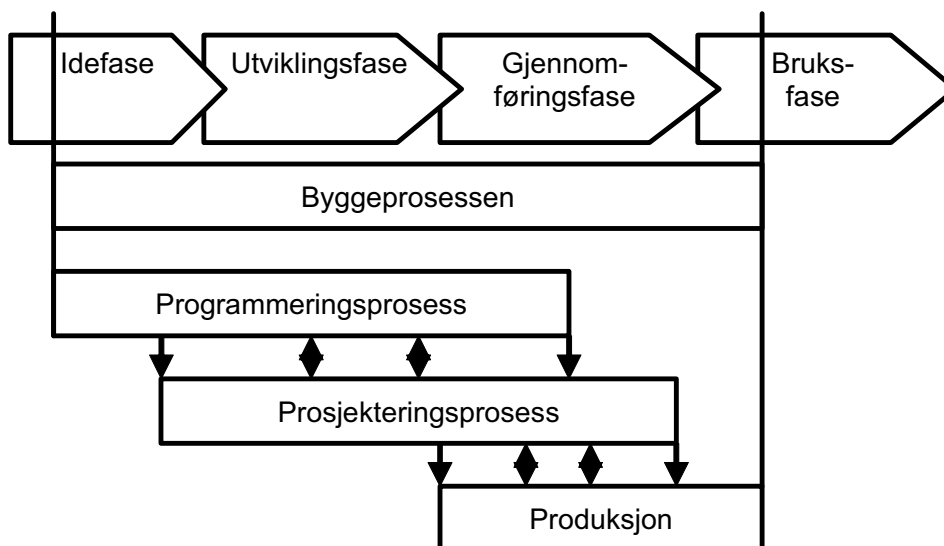 Idefase
Utviklingsfase
Gjennom-
føringsfase
Bruks-
fase
Byggeprosessen
Programmeringsprosess
Prosjekteringsprosess
Produksjon